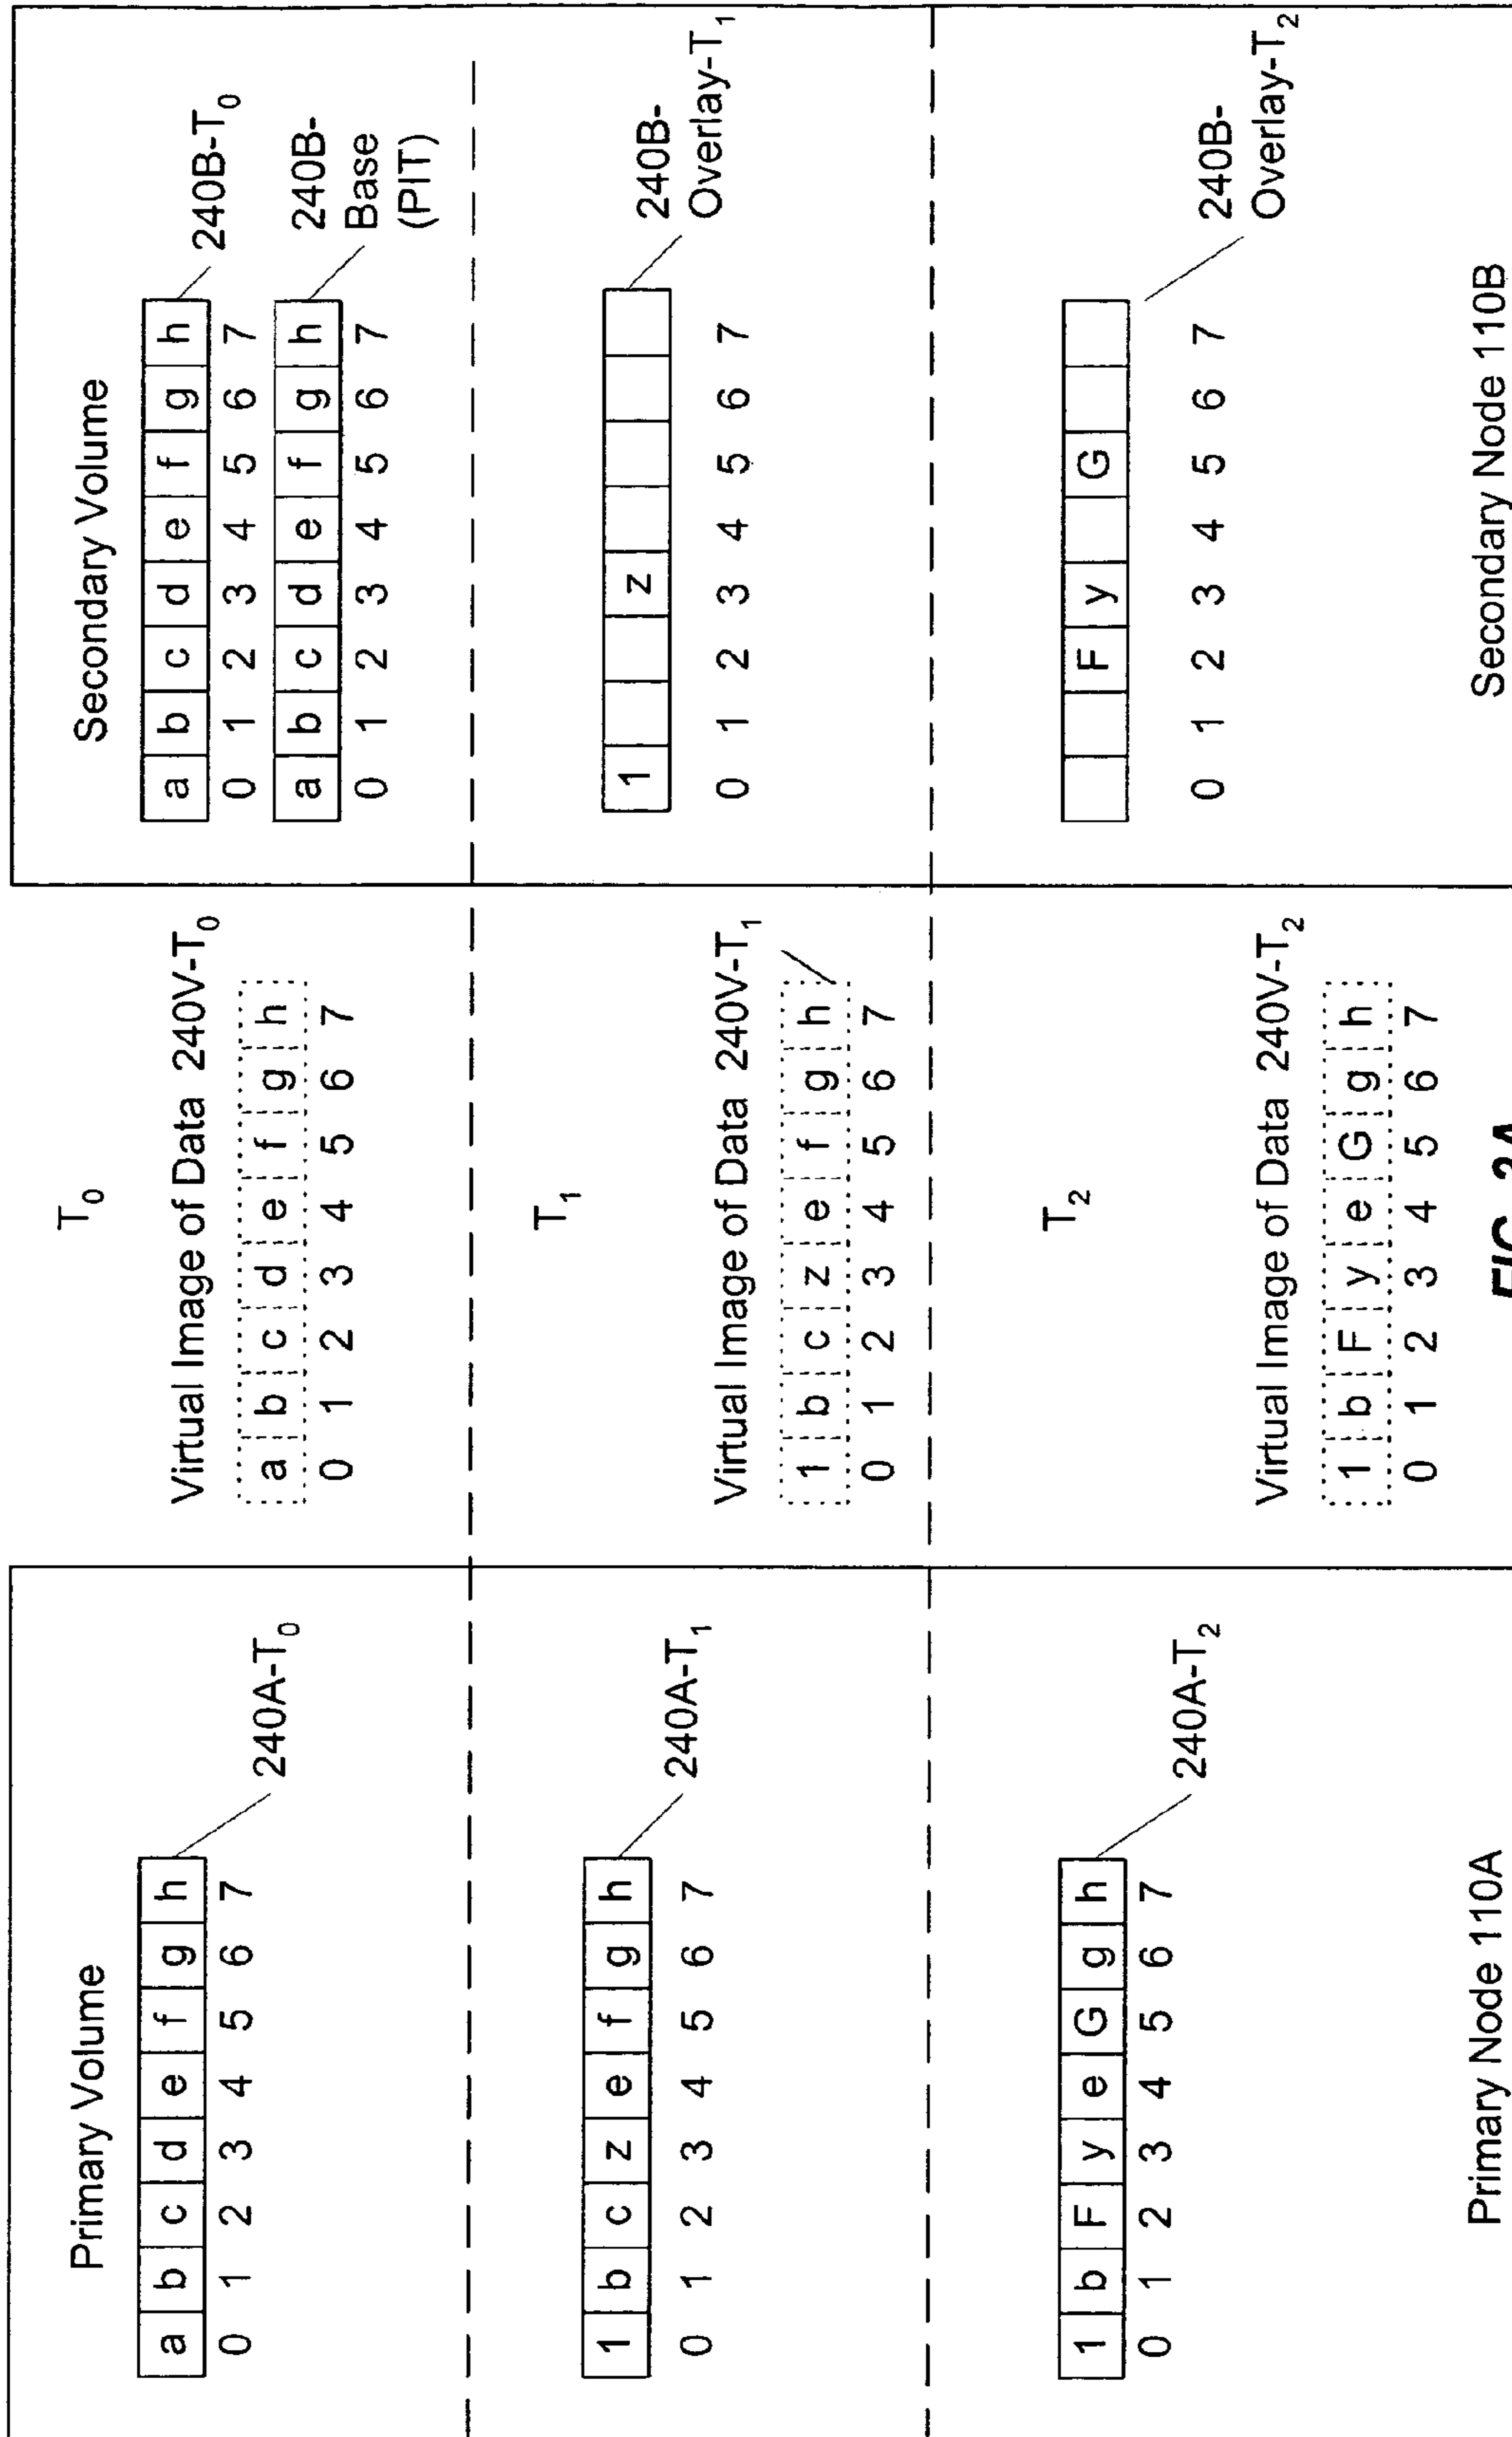 Primary Volume
a b c d e f g h
0 1 2 3 4 5 6 7
240A-T0
1 b c z e f g h
0 1 2 3 4 5 6 7
240A-T1
1 b F y e G g h
0 1 2 3 4 5 6 7
240A-T2
Primary Node 110A
T0
Virtual Image of Data 240V-T0
a b c d e f g h
0 1 2 3 4 5 6 7
T1
Virtual Image of Data 240V-T1
1 b c z e f g h
0 1 2 3 4 5 6 7
T2
Virtual Image of Data 240V-T2
1 b F y e G g h
0 1 2 3 4 5 6 7
Secondary Volume
a b c d e f g h
0 1 2 3 4 5 6 7
240B-T0
a b c d e f g h
0 1 2 3 4 5 6 7
240B-
Base
(PIT)
1 z
0 1 2 3 4 5 6 7
240B-
Overlay-T1
F y G
0 1 2 3 4 5 6 7
240B-
Overlay-T2
Secondary Node 110B